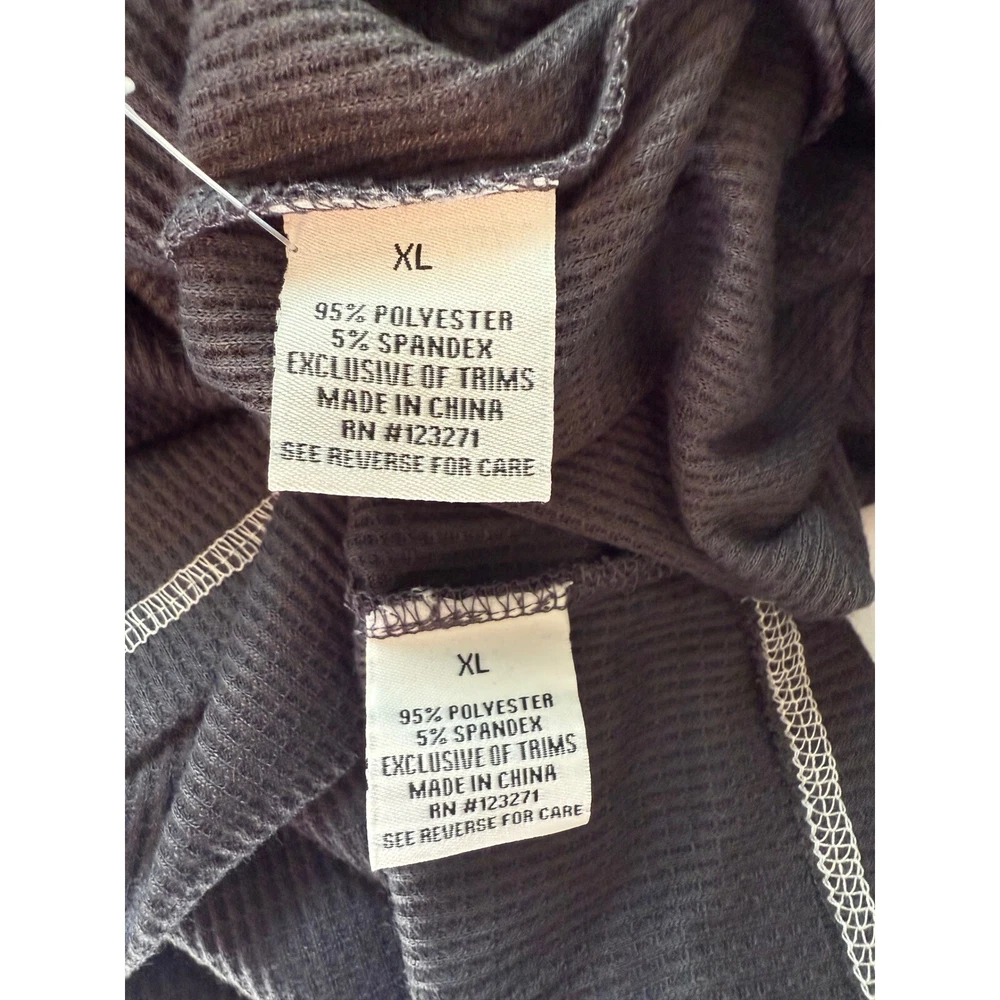 XL
95% POLYESTER
5% SPANDEX
EXCLUSIVE OF TRIMS
MADE IN CHINA
RN #123271
SEE REVERSE FOR CARE
XL
95% POLYESTER
5% SPANDEX
EXCLUSIVE OF TRIMS
MADE IN CHINA
RN #123271
SEE REVERSE FOR CARE